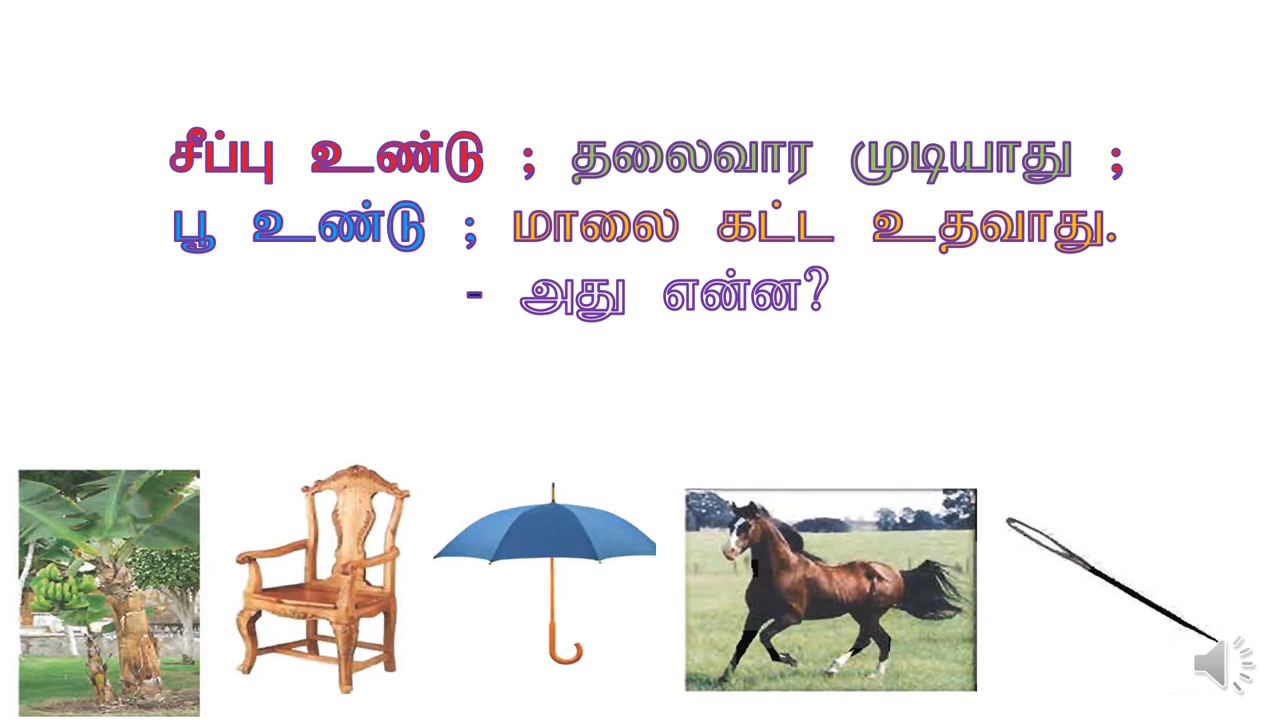 சீப்பு உண்டு ; தலைவார முடியாது ;
பூ உண்டு ; மாலை கட்ட உதவாது.
- அது என்ன?